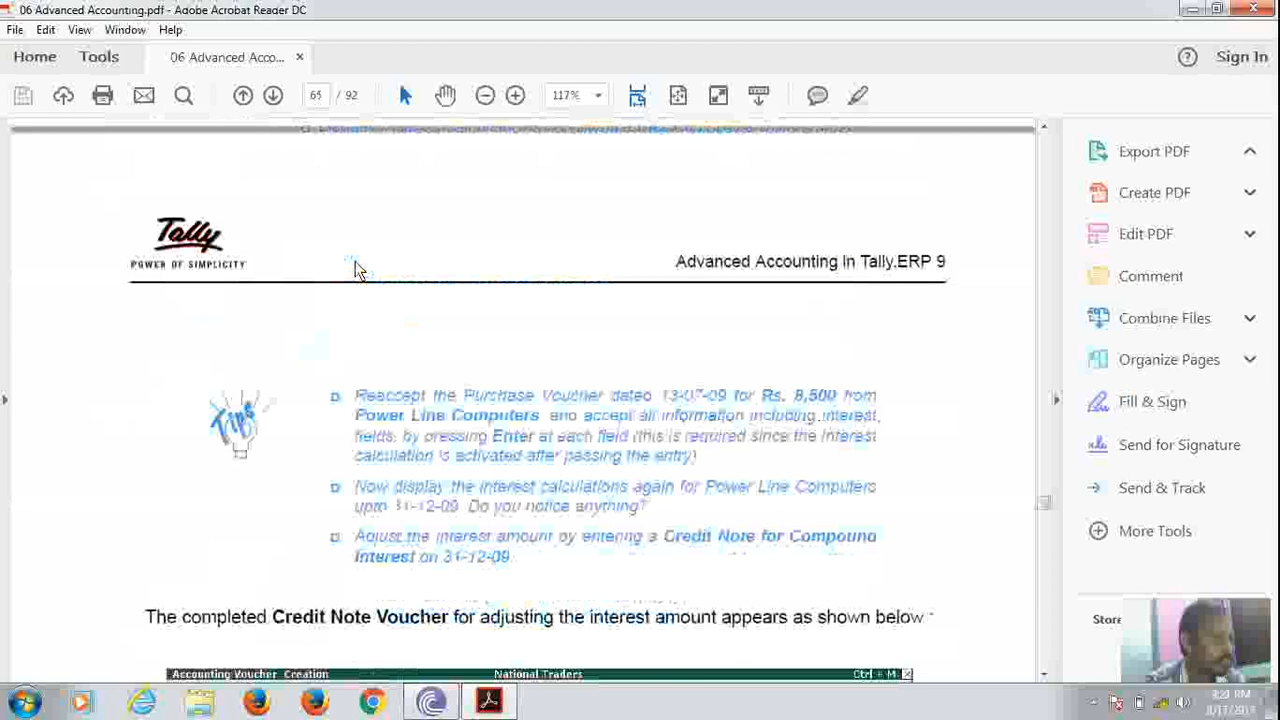 06 Advanced Accounting.pdf - Adobe Acrobat Reader DC
File Edit View Window Help
Home Tools 06 Advanced Acco... × Sign In
65 / 92 117%
Tally
POWER OF SIMPLICITY
Advanced Accounting in Tally.ERP 9
Tips
Reaccept the Purchase Voucher dated 13-07-09 for Rs. 8,500 from
Power Line Computers and accept all information including interest
fields, by pressing Enter at each field (this is required since the interest
calculation is activated after passing the entry)
Now display the interest calculations again for Power Line Computers
upto 31-12-09. Do you notice anything?
Adjust the interest amount by entering a Credit Note for Compound
Interest on 31-12-09.
The completed Credit Note Voucher for adjusting the interest amount appears as shown below
Accounting Voucher Creation National Traders Ctrl + M
Export PDF
Create PDF
Edit PDF
Comment
Combine Files
Organize Pages
Fill & Sign
Send for Signature
Send & Track
More Tools
Store